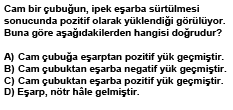 Cam bir çubuğun, ipek eşarba sürtülmesi
sonucunda pozitif olarak yüklendiği görülüyor.
Buna göre aşağıdakilerden hangisi doğrudur?
A) Cam çubuğa eşarptan pozitif yük geçmiştir.
B) Cam çubuktan eşarba negatif yük geçmiştir.
C) Cam çubuktan eşarba pozitif yük geçmiştir.
D) Eşarp, nötr hâle gelmiştir.